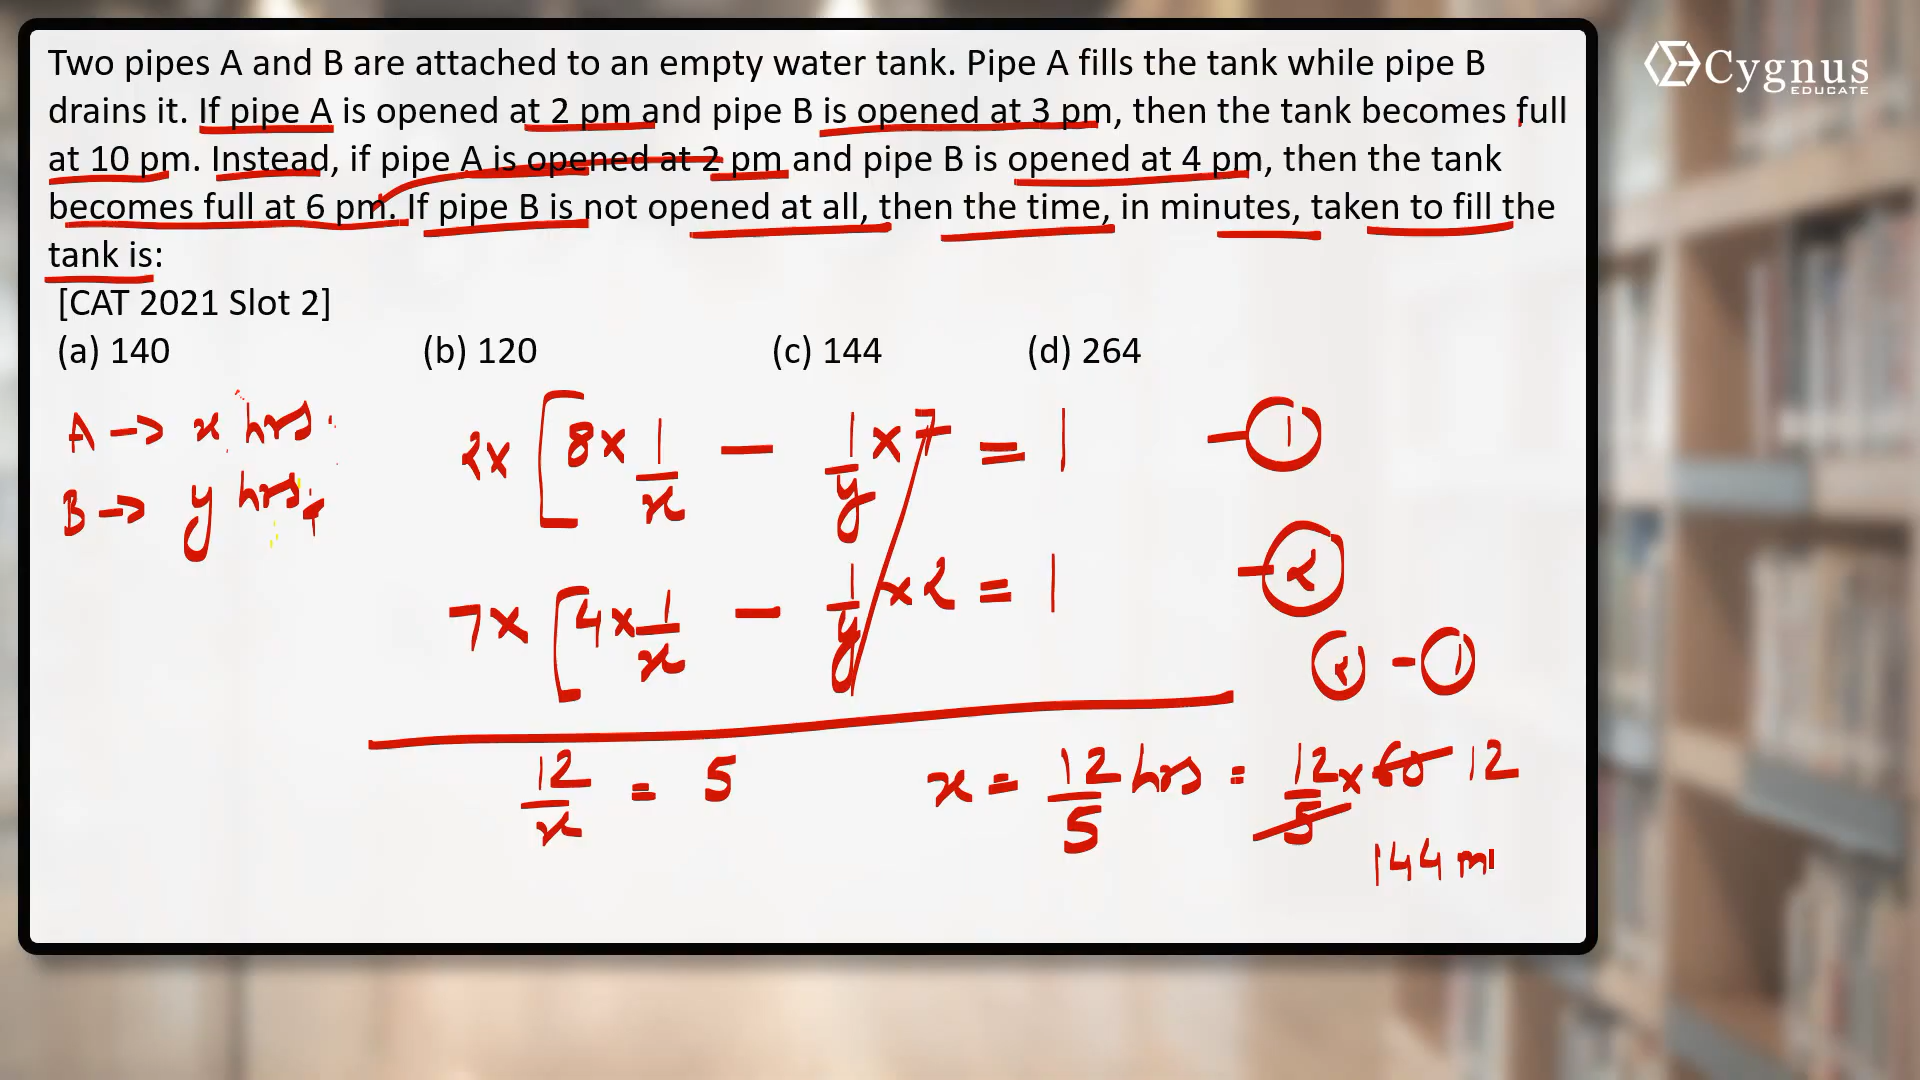 Two pipes A and B are attached to an empty water tank. Pipe A fills the tank while pipe B
drains it. If pipe A is opened at 2 pm and pipe B is opened at 3 pm, then the tank becomes full
at 10 pm. Instead, if pipe A is opened at 2 pm and pipe B is opened at 4 pm, then the tank
becomes full at 6 pm. If pipe B is not opened at all, then the time, in minutes, taken to fill the
tank is:
[CAT 2021 Slot 2]
(a) 140 (b) 120 (c) 144 (d) 264
Cygnus
EDUCATE
A → x hrs.
B → y hrs.
2x [ 8 x 1/x - 1/y x 7 = 1 - ①
7x [ 4 x 1/x - 1/y x 2 = 1 - ②
② - ①
12/x = 5 x = 12/5 hrs = 12/5 x 60 12
144 m